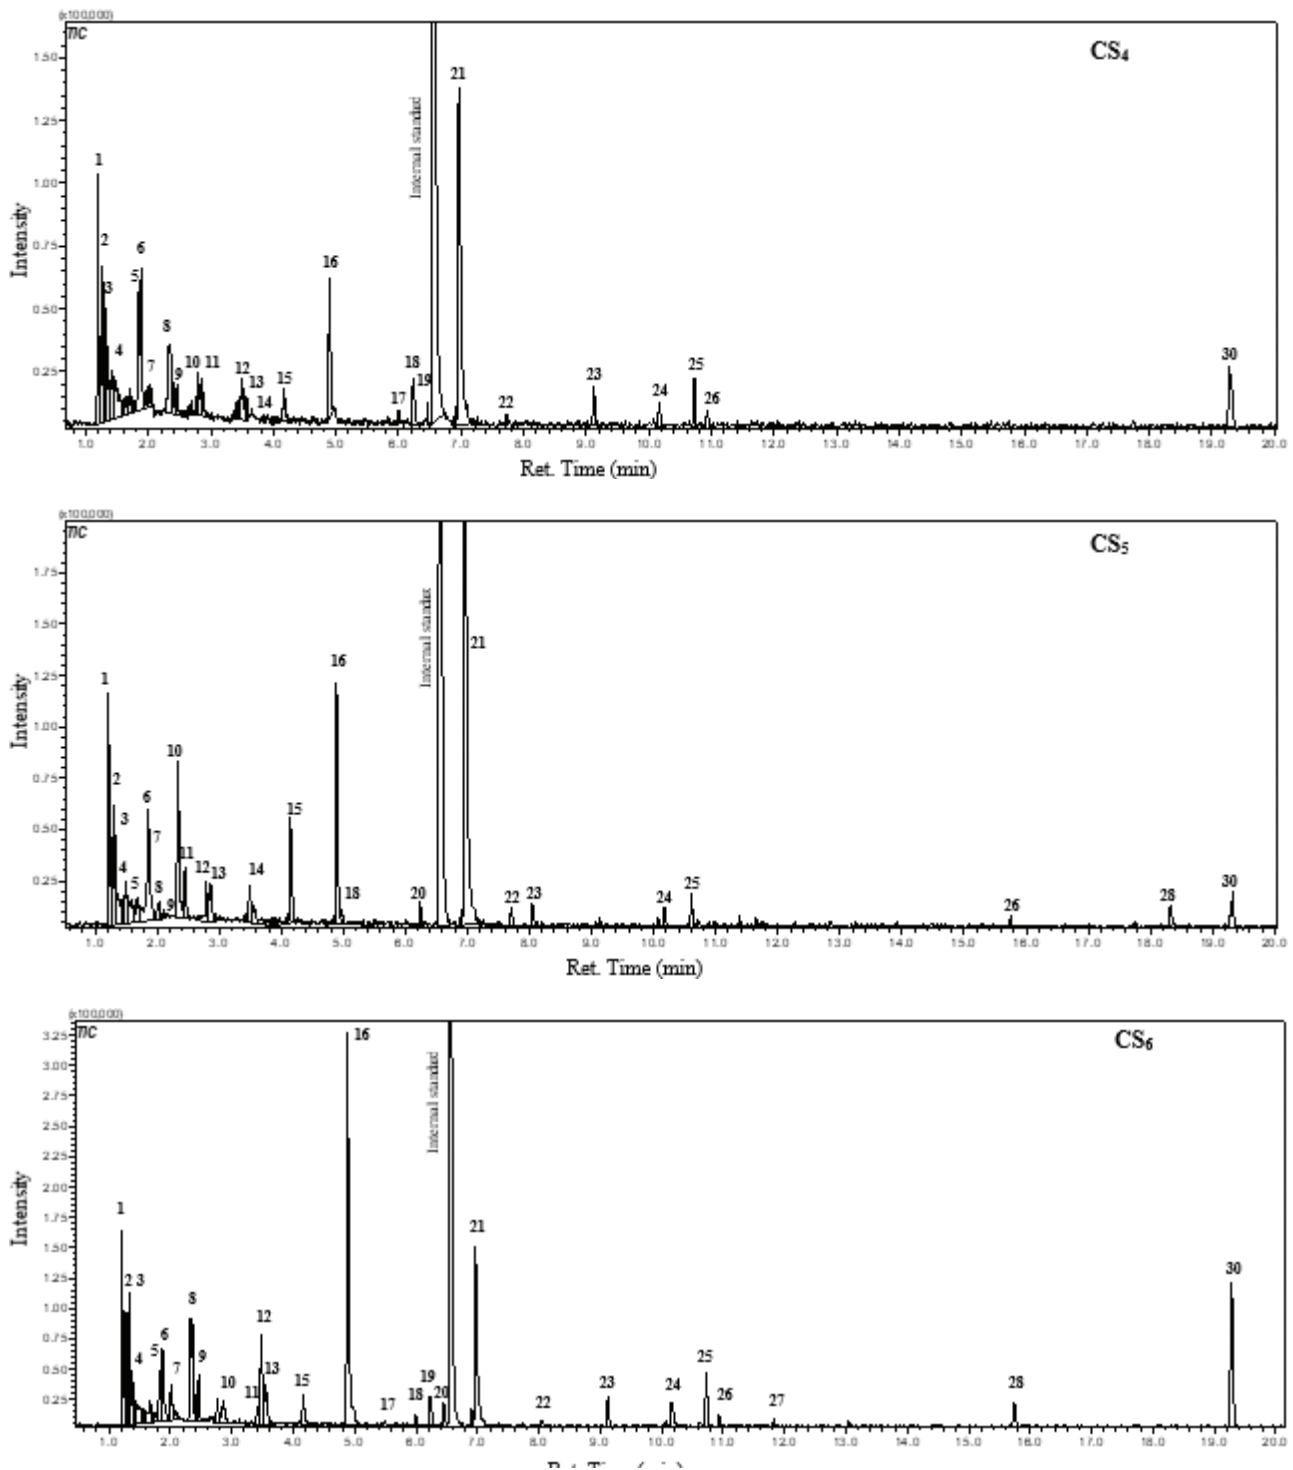 (x100,000)
TIC
CS4
1.50
1.25
1.00
0.75
0.50
0.25
Intensity
1 2 3 4 5 6 7 8 9 10 11 12 13 14 15 16 17 18 19 21 22 23 24 25 26 30
Internal standed
1.0 2.0 3.0 4.0 5.0 6.0 7.0 8.0 9.0 10.0 11.0 12.0 13.0 14.0 15.0 16.0 17.0 18.0 19.0 20.0
Ret. Time (min)
(x100,000)
TIC
CS5
1.75
1.50
1.25
1.00
0.75
0.50
0.25
Intensity
1 2 3 4 5 6 7 8 9 10 11 12 13 14 15 16 18 20 21 22 23 24 25 26 28 30
1.0 2.0 3.0 4.0 5.0 6.0 7.0 8.0 9.0 10.0 11.0 12.0 13.0 14.0 15.0 16.0 17.0 18.0 19.0 20.0
Ret. Time (min)
(x100,000)
TIC
CS6
3.25
3.00
2.75
2.50
2.25
2.00
1.75
1.50
1.25
1.00
0.75
0.50
0.25
Intensity
1 2 3 4 5 6 7 8 9 10 11 12 13 15 16 17 18 19 20 21 22 23 24 25 26 27 28 30
Internal standed
1.0 2.0 3.0 4.0 5.0 6.0 7.0 8.0 9.0 10.0 11.0 12.0 13.0 14.0 15.0 16.0 17.0 18.0 19.0 20.0
Ret. Time (min)